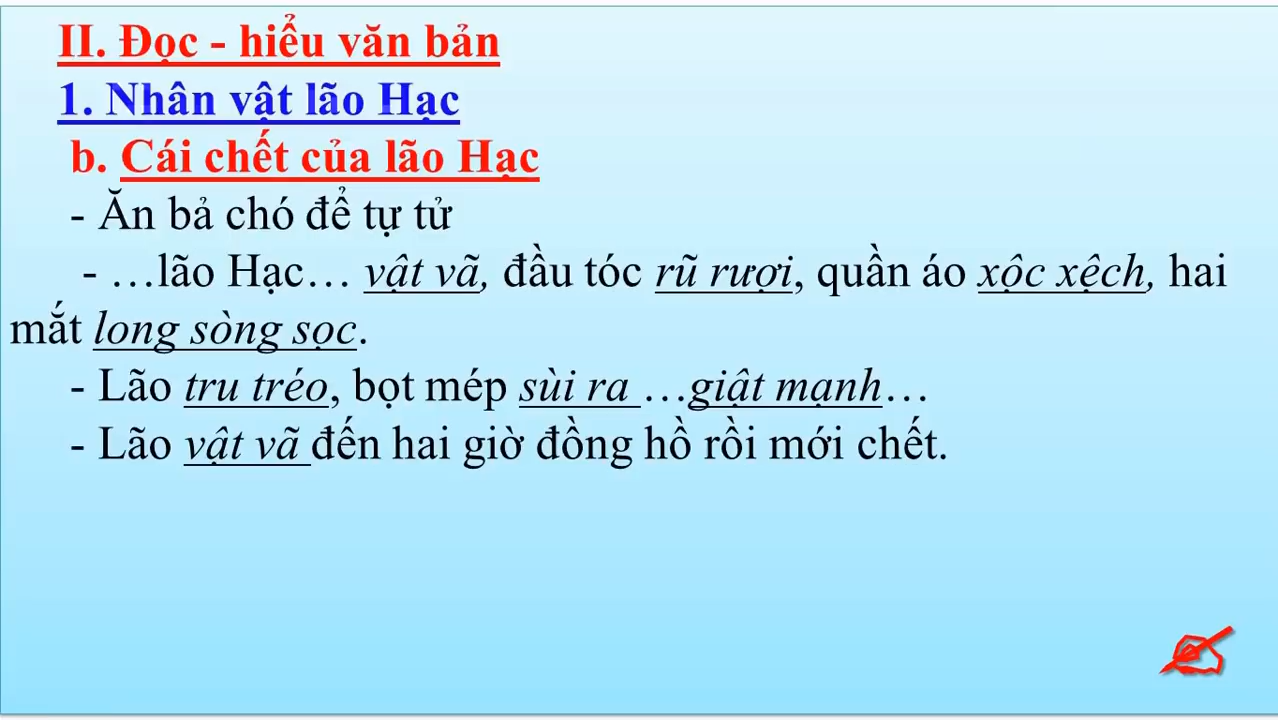 II. Đọc - hiểu văn bản
1. Nhân vật lão Hạc
b. Cái chết của lão Hạc
- Ăn bả chó để tự tử
- …lão Hạc… vật vã, đầu tóc rũ rượi, quần áo xộc xệch, hai
mắt long sòng sọc.
- Lão tru tréo, bọt mép sùi ra …giật mạnh…
- Lão vật vã đến hai giờ đồng hồ rồi mới chết.